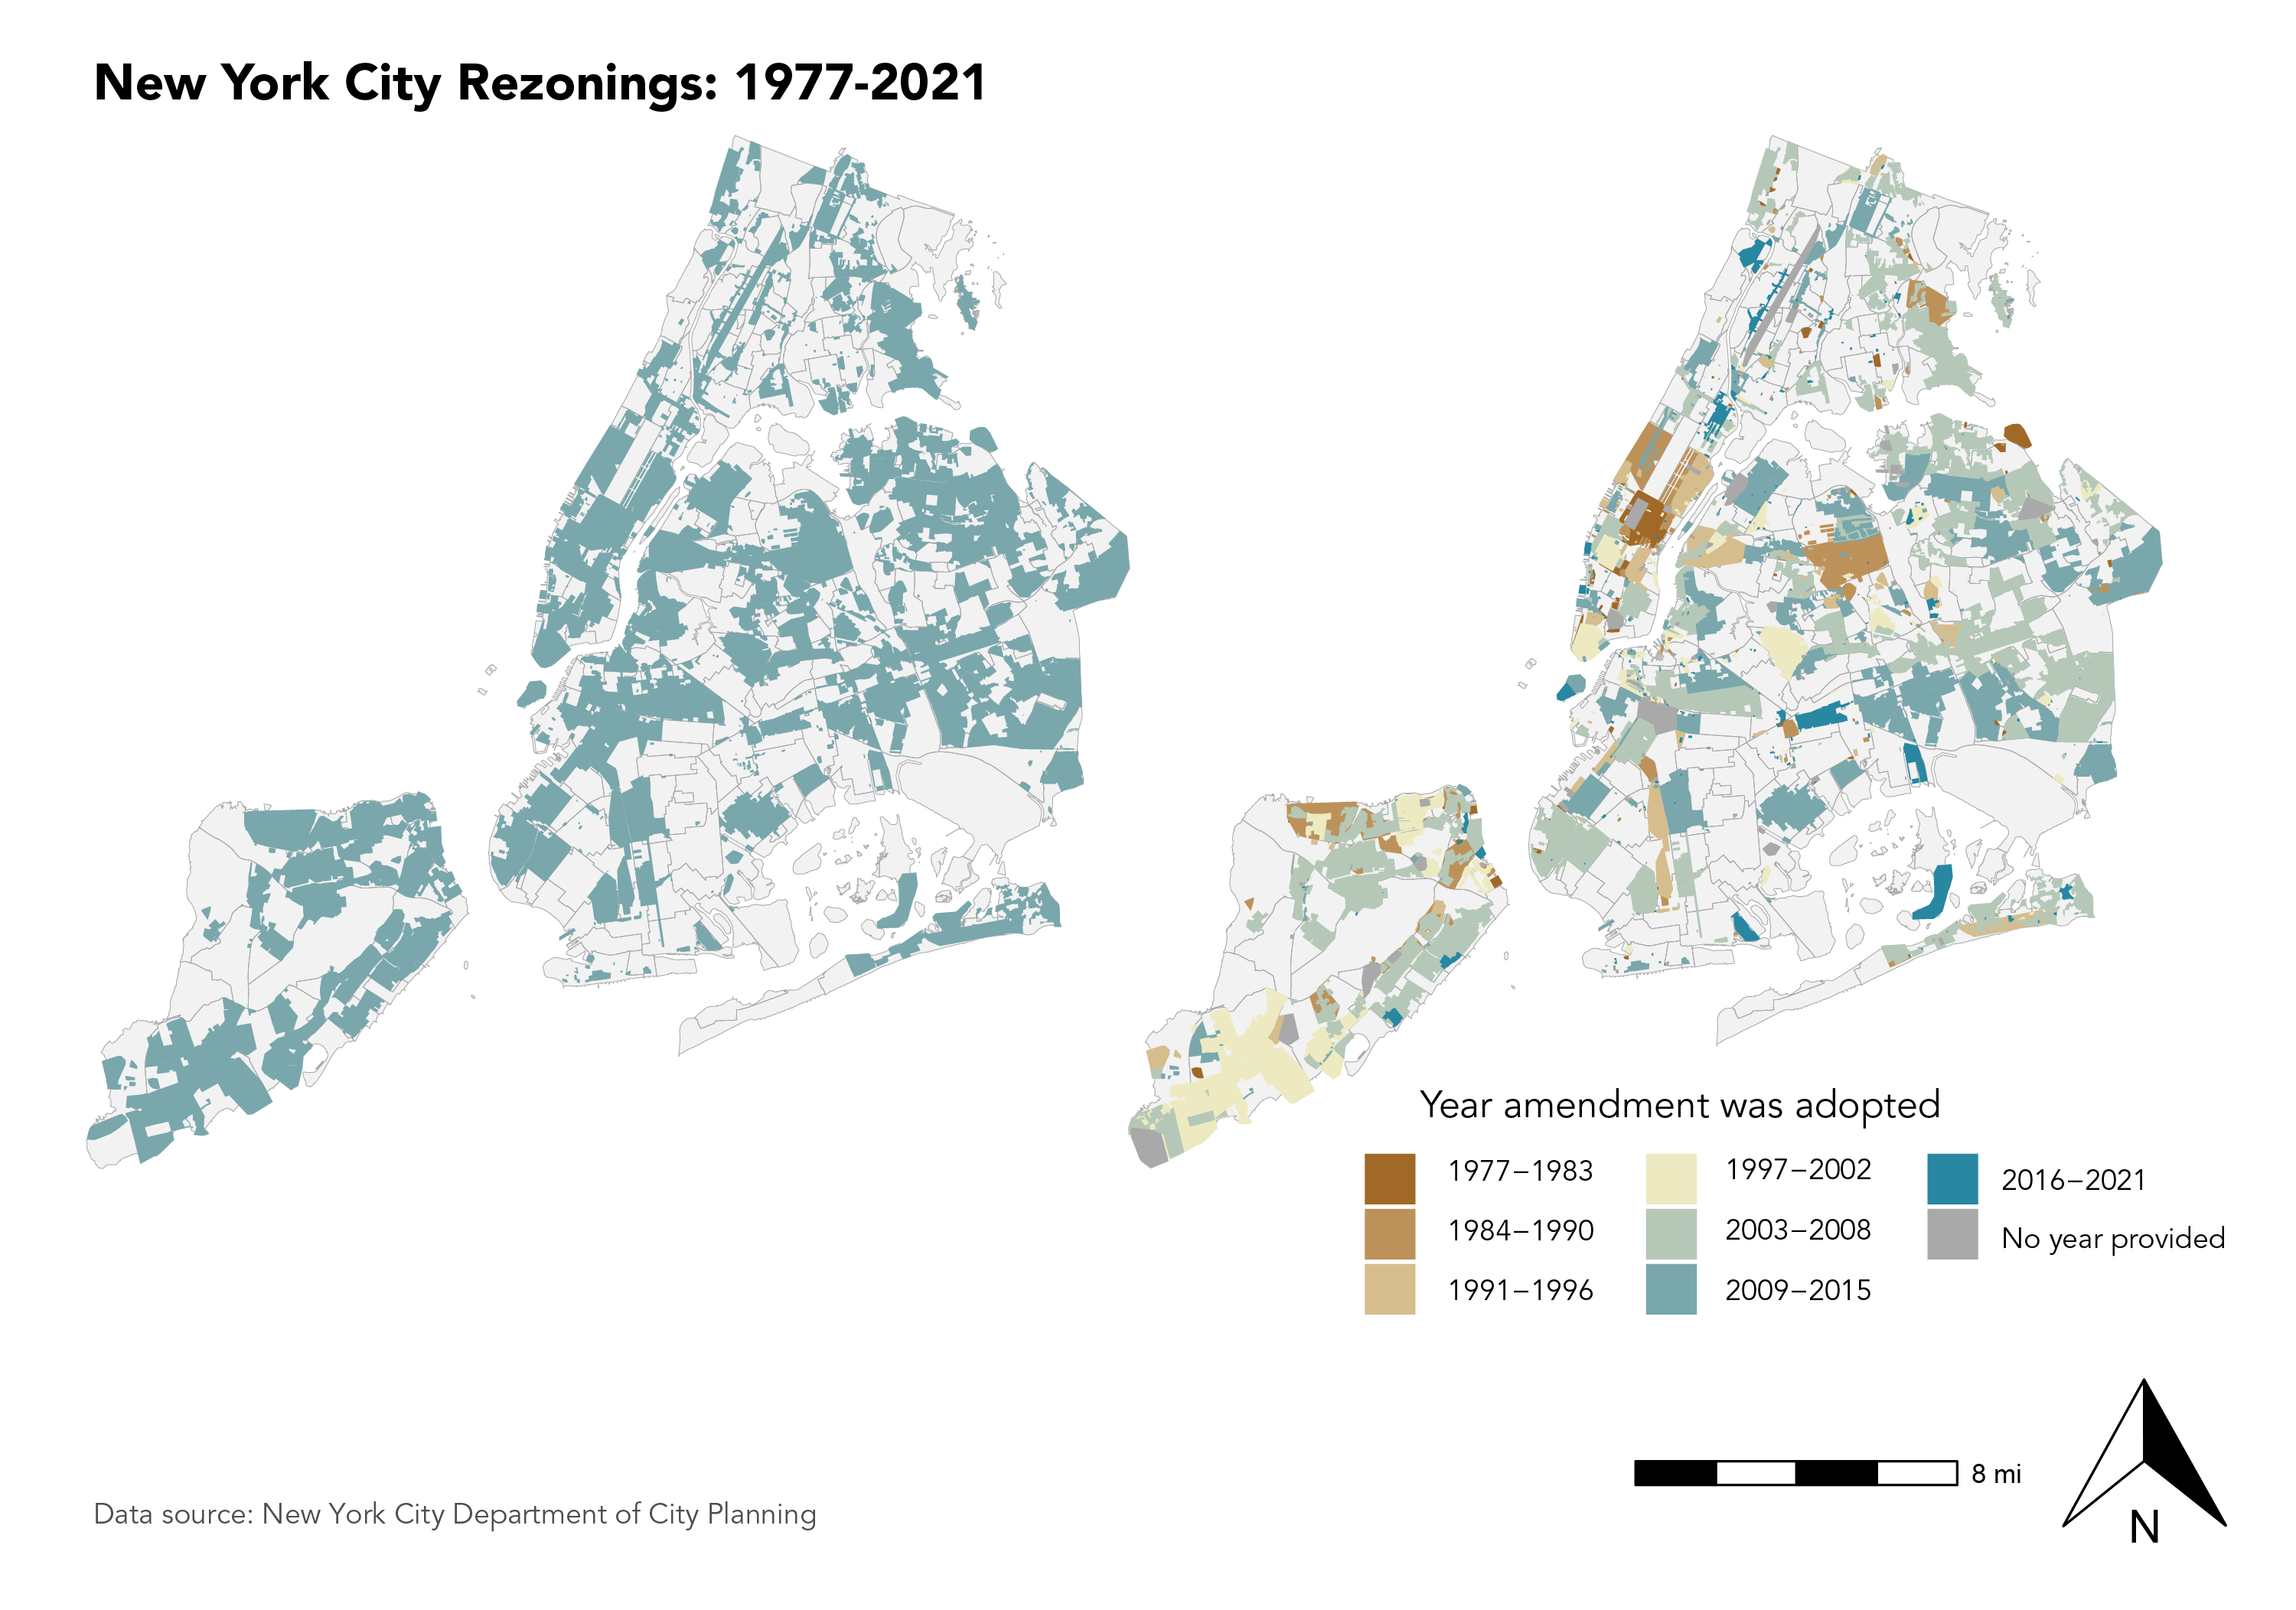 New York City Rezonings: 1977-2021
Year amendment was adopted
1977–1983
1984–1990
1991–1996
1997–2002
2003–2008
2009–2015
2016–2021
No year provided
8 mi
N
Data source: New York City Department of City Planning